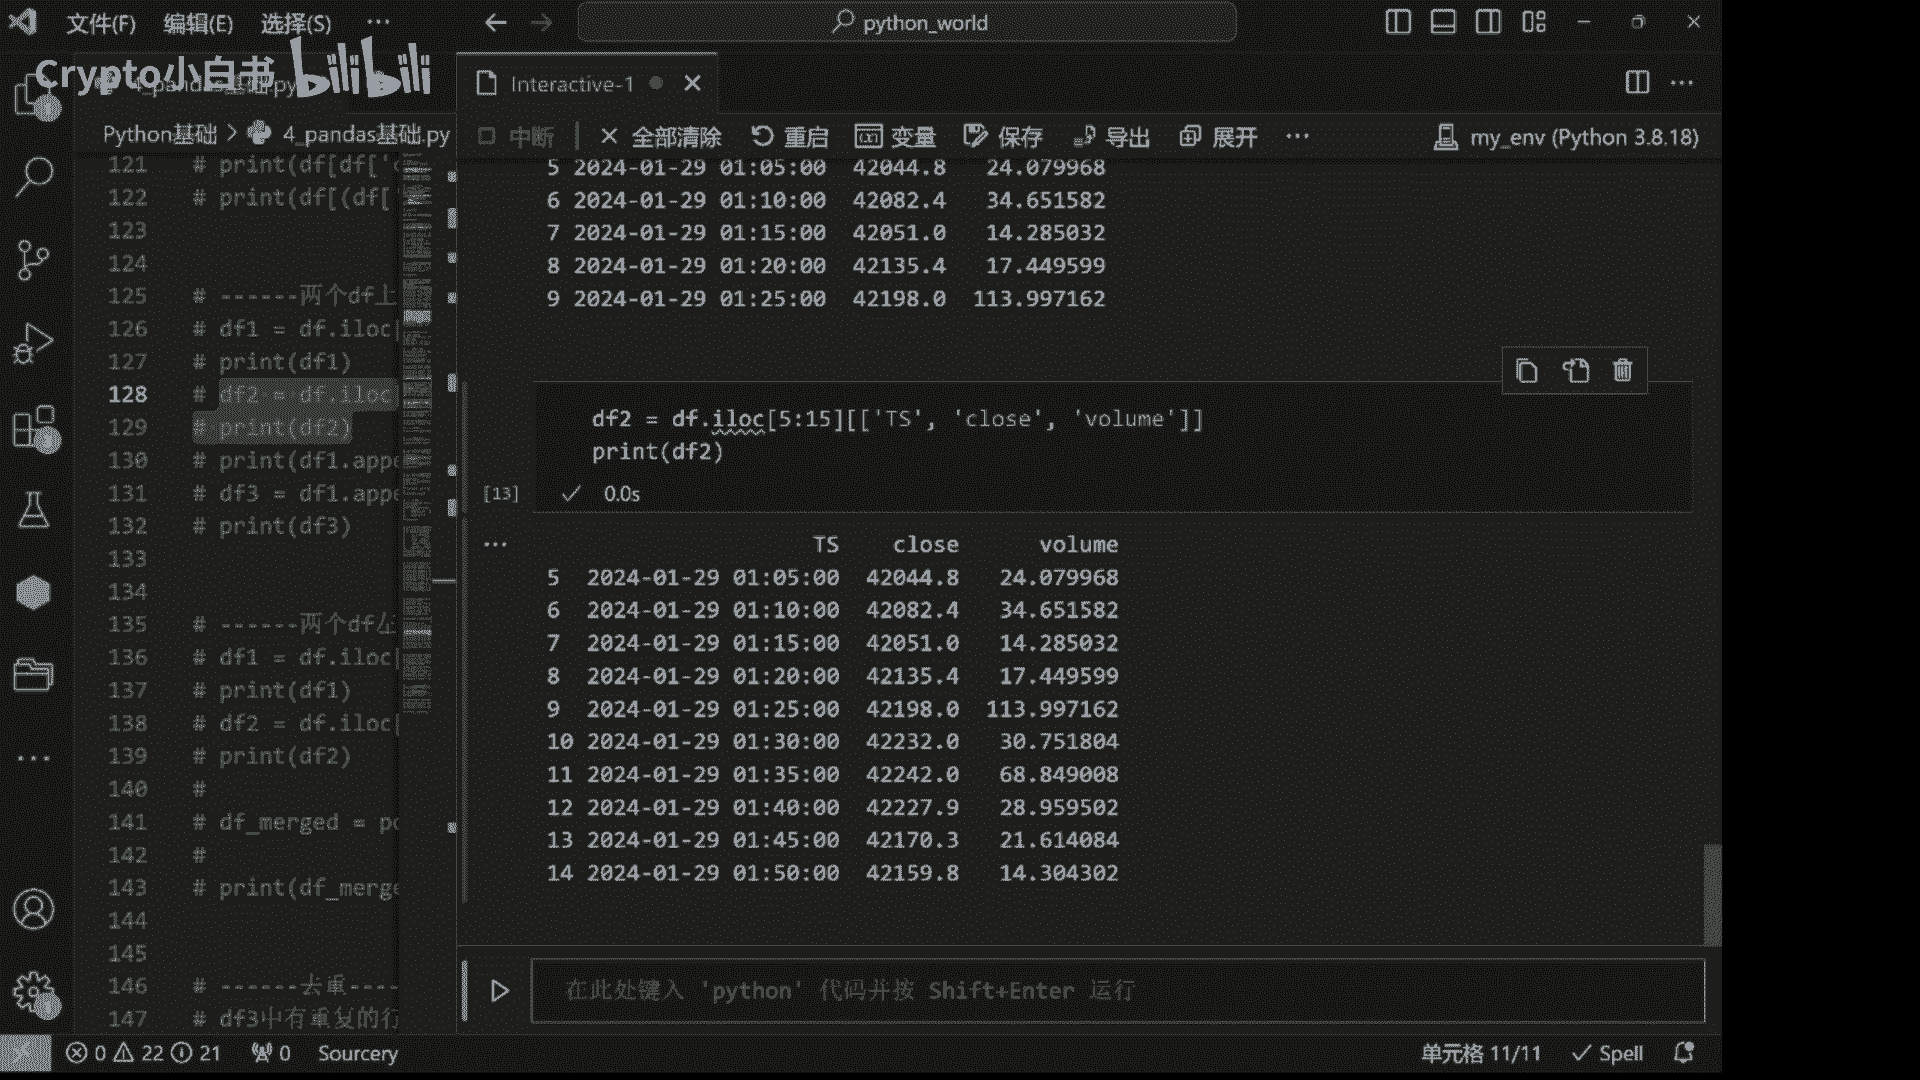 文件(F) 编辑(E) 选择(S) ··· python_world
Crypto小白书 bilibili
4_pandas基础.py
Interactive-1
Python基础 > 4_pandas基础.py
中断 全部清除 重启 变量 保存 导出 展开 ··· my_env (Python 3.8.18)
121 # print(df[df['
122 # print(df[(df[
123
124
125 # ------两个df上
126 # df1 = df.iloc[
127 # print(df1)
128 # df2 = df.iloc
129 # print(df2)
130 # print(df1.appe
131 # df3 = df1.appe
132 # print(df3)
133
134
135 # ------两个df左
136 # df1 = df.iloc[
137 # print(df1)
138 # df2 = df.iloc[
139 # print(df2)
140 #
141 # df_merged = pd
142 #
143 # print(df_merge
144
145
146 # ------去重----
147 # df3中有重复的行
5 2024-01-29 01:05:00 42044.8 24.079968
6 2024-01-29 01:10:00 42082.4 34.651582
7 2024-01-29 01:15:00 42051.0 14.285032
8 2024-01-29 01:20:00 42135.4 17.449599
9 2024-01-29 01:25:00 42198.0 113.997162
df2 = df.iloc[5:15][['TS', 'close', 'volume']]
print(df2)
[13] ✓ 0.0s
···
TS close volume
5 2024-01-29 01:05:00 42044.8 24.079968
6 2024-01-29 01:10:00 42082.4 34.651582
7 2024-01-29 01:15:00 42051.0 14.285032
8 2024-01-29 01:20:00 42135.4 17.449599
9 2024-01-29 01:25:00 42198.0 113.997162
10 2024-01-29 01:30:00 42232.0 30.751804
11 2024-01-29 01:35:00 42242.0 68.849008
12 2024-01-29 01:40:00 42227.9 28.959502
13 2024-01-29 01:45:00 42170.3 21.614084
14 2024-01-29 01:50:00 42159.8 14.304302
在此处键入 'python' 代码并按 Shift+Enter 运行
0 22 21 0 Sourcery 单元格 11/11 ✓ Spell